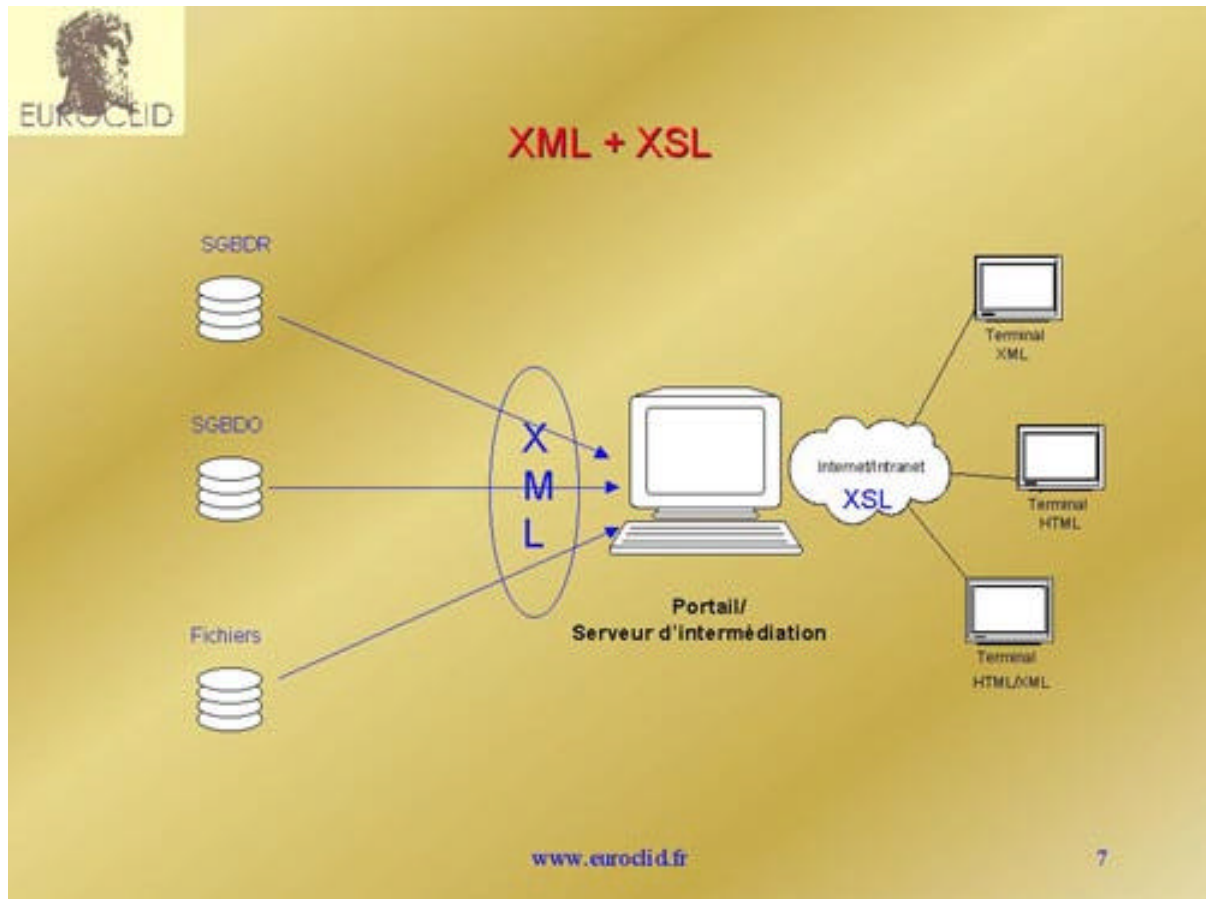 EUROCLID
XML + XSL
SGBDR
SGBDO
Fichiers
X
M
L
Portail/
Serveur d'intermédiation
Internet/Intranet
XSL
Terminal
XML
Terminal
HTML
Terminal
HTML/XML
www.euroclid.fr
7